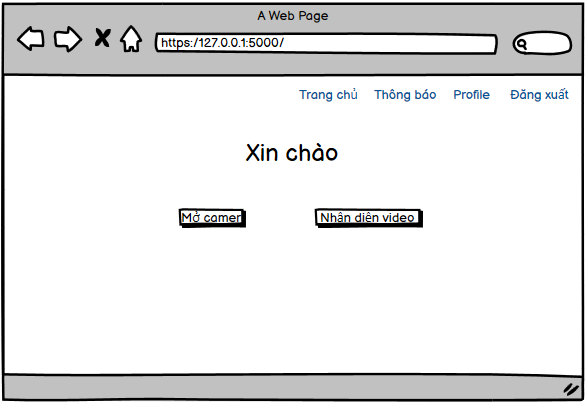 A Web Page
https:/127.0.0.1:5000/
Trang chủ Thông báo Profile Đăng xuất
Xin chào
Mở camer Nhận diện video